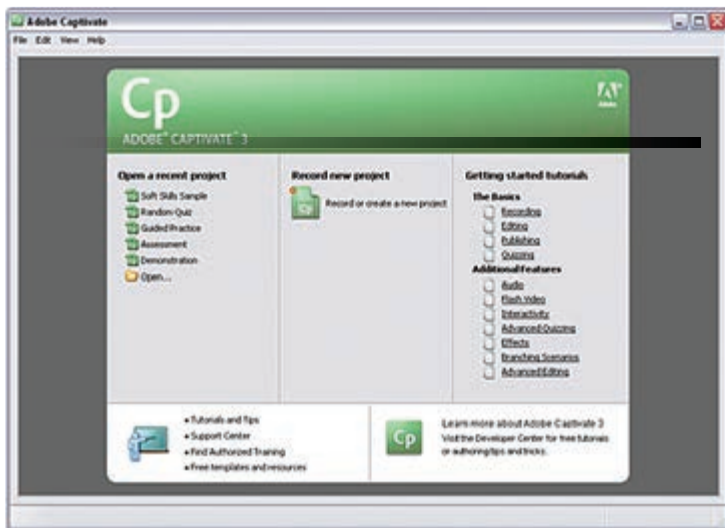 Adobe Captivate
File Edit View Help
Cp
Adobe
ADOBE® CAPTIVATE® 3
Open a recent project
Soft Skills Sample
Random Quiz
Guided Practice
Assessment
Demonstration
Open...
Record new project
Cp
Record or create a new project
Getting started tutorials
The Basics
Recording
Editing
Publishing
Quizzing
Additional Features
Audio
Flash Video
Interactivity
Advanced Quizzing
Effects
Branching Scenarios
Advanced Editing
• Tutorials and Tips
• Support Center
• Find Authorized Training
• Free templates and resources
Cp
Learn more about Adobe Captivate 3
Visit the Developer Center for free tutorials
or authoring tips and tricks.